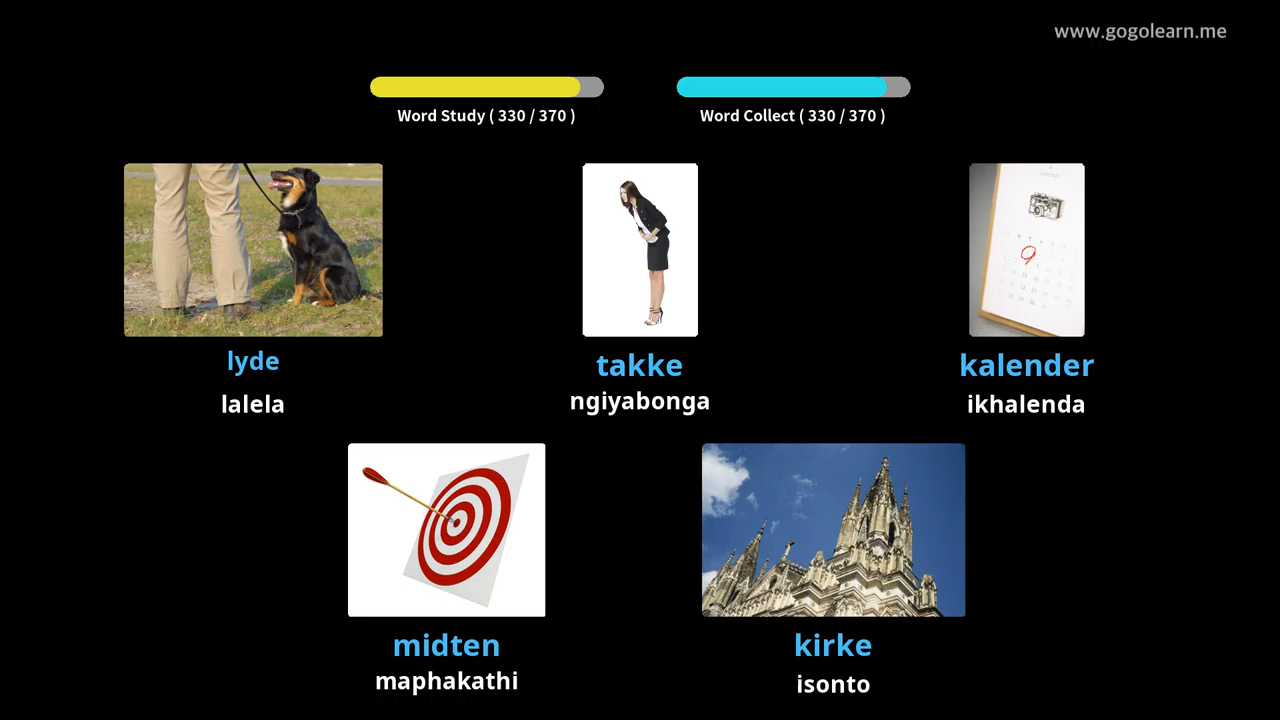 www.gogolearn.me
Word Study ( 330 / 370 )
Word Collect ( 330 / 370 )
lyde
lalela
takke
ngiyabonga
kalender
ikhalenda
midten
maphakathi
kirke
isonto